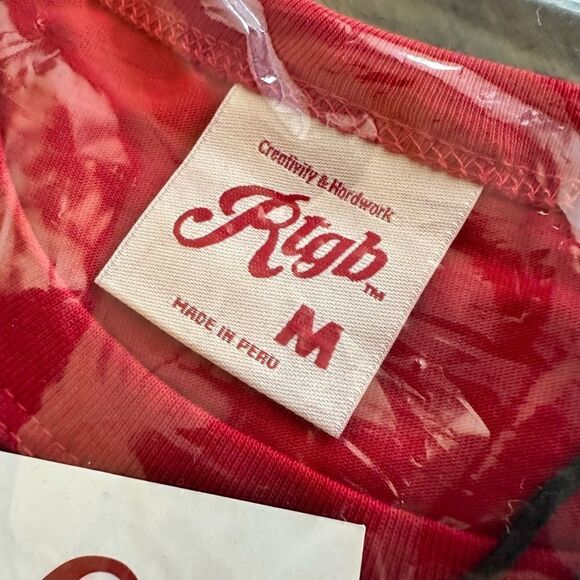 Creativity & Hardwork
Rtgb™
M
MADE IN PERU